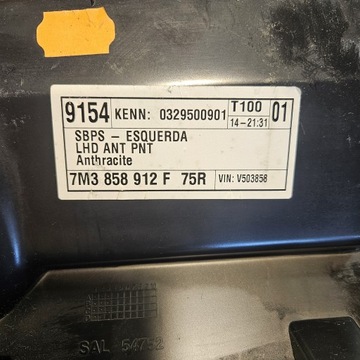 9154 KENN: 0329500901 T100 01
14-21:31
SBPS - ESQUERDA
LHD ANT PNT
Anthracite
7M3 858 912 F 75R VIN: V503858
SAL